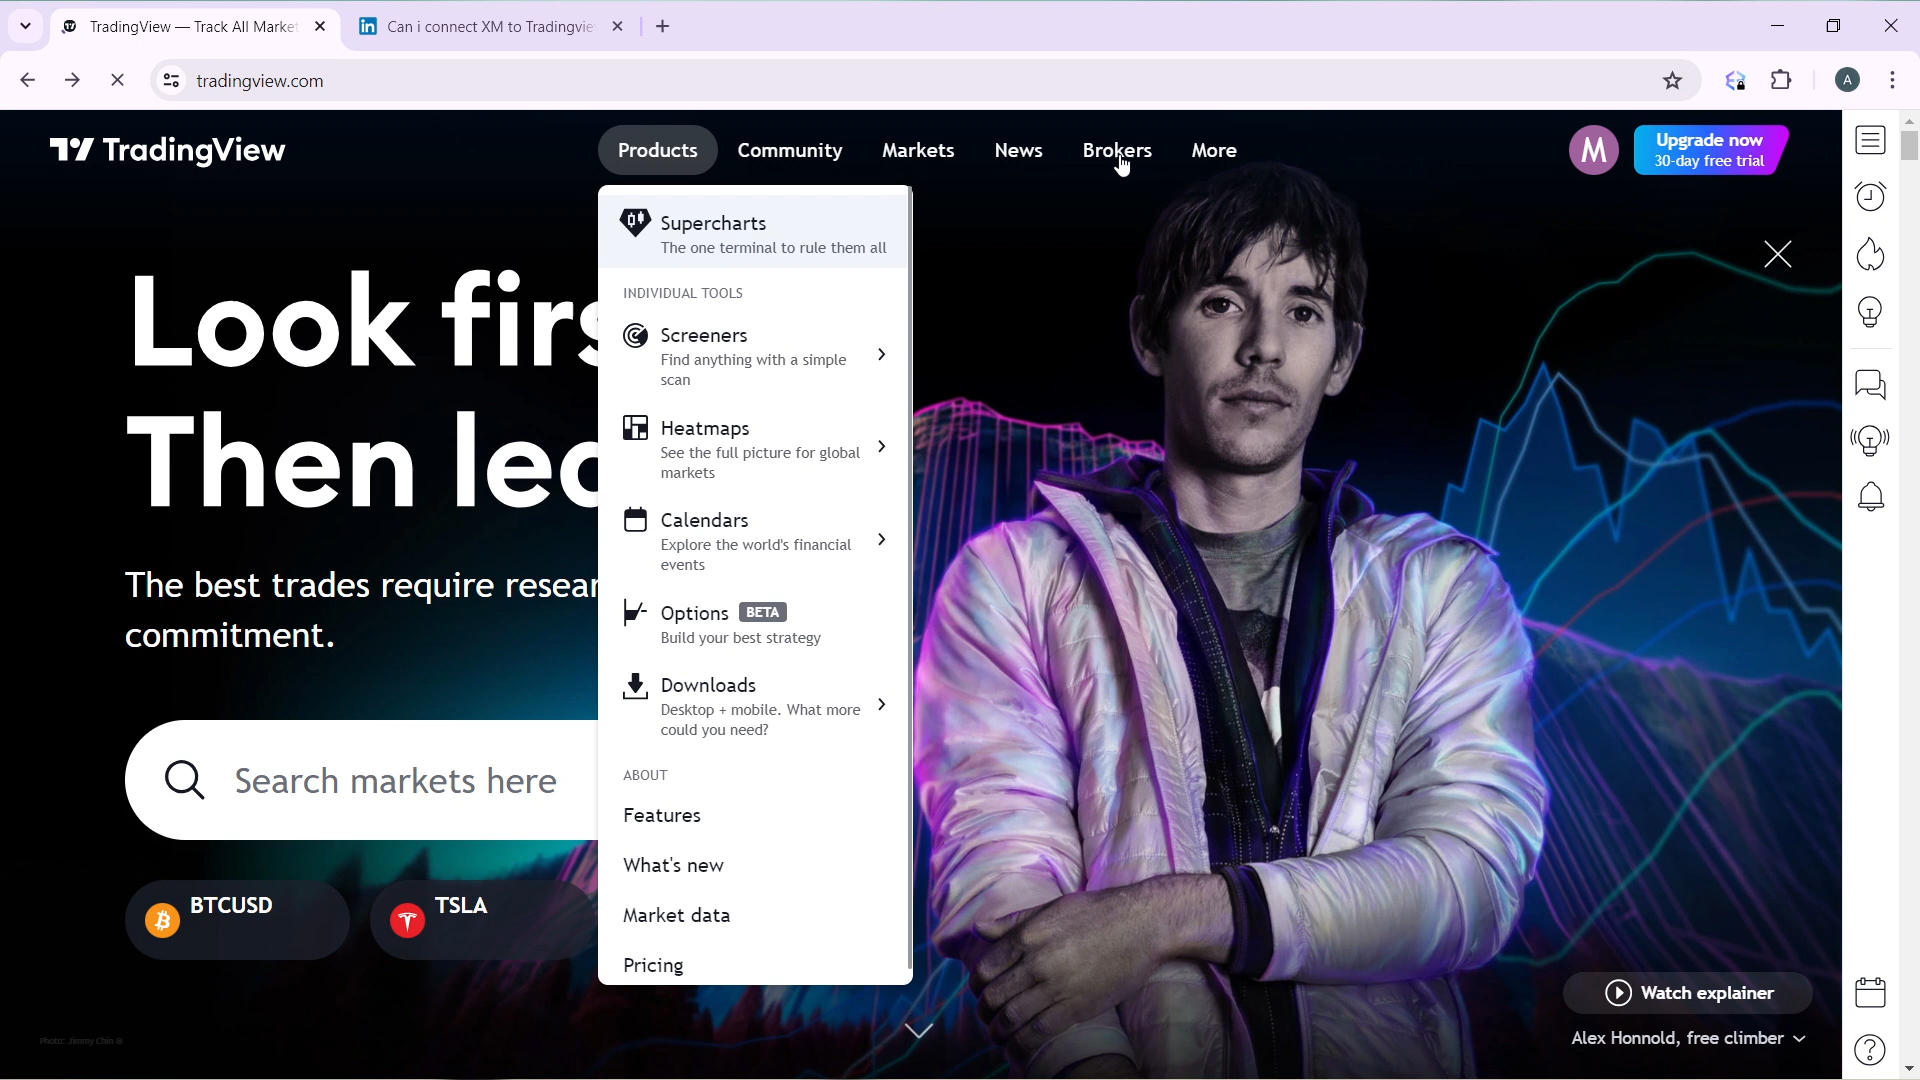 TradingView — Track All Market
Can i connect XM to Tradingvie
tradingview.com
A
TradingView
Products
Community
Markets
News
Brokers
More
M
Upgrade now
30-day free trial
Look firs
Then lea
The best trades require resear
commitment.
Search markets here
BTCUSD
TSLA
Supercharts
The one terminal to rule them all
INDIVIDUAL TOOLS
Screeners
Find anything with a simple
scan
Heatmaps
See the full picture for global
markets
Calendars
Explore the world's financial
events
Options BETA
Build your best strategy
Downloads
Desktop + mobile. What more
could you need?
ABOUT
Features
What's new
Market data
Pricing
Watch explainer
Alex Honnold, free climber
Photo: Jimmy Chin ©